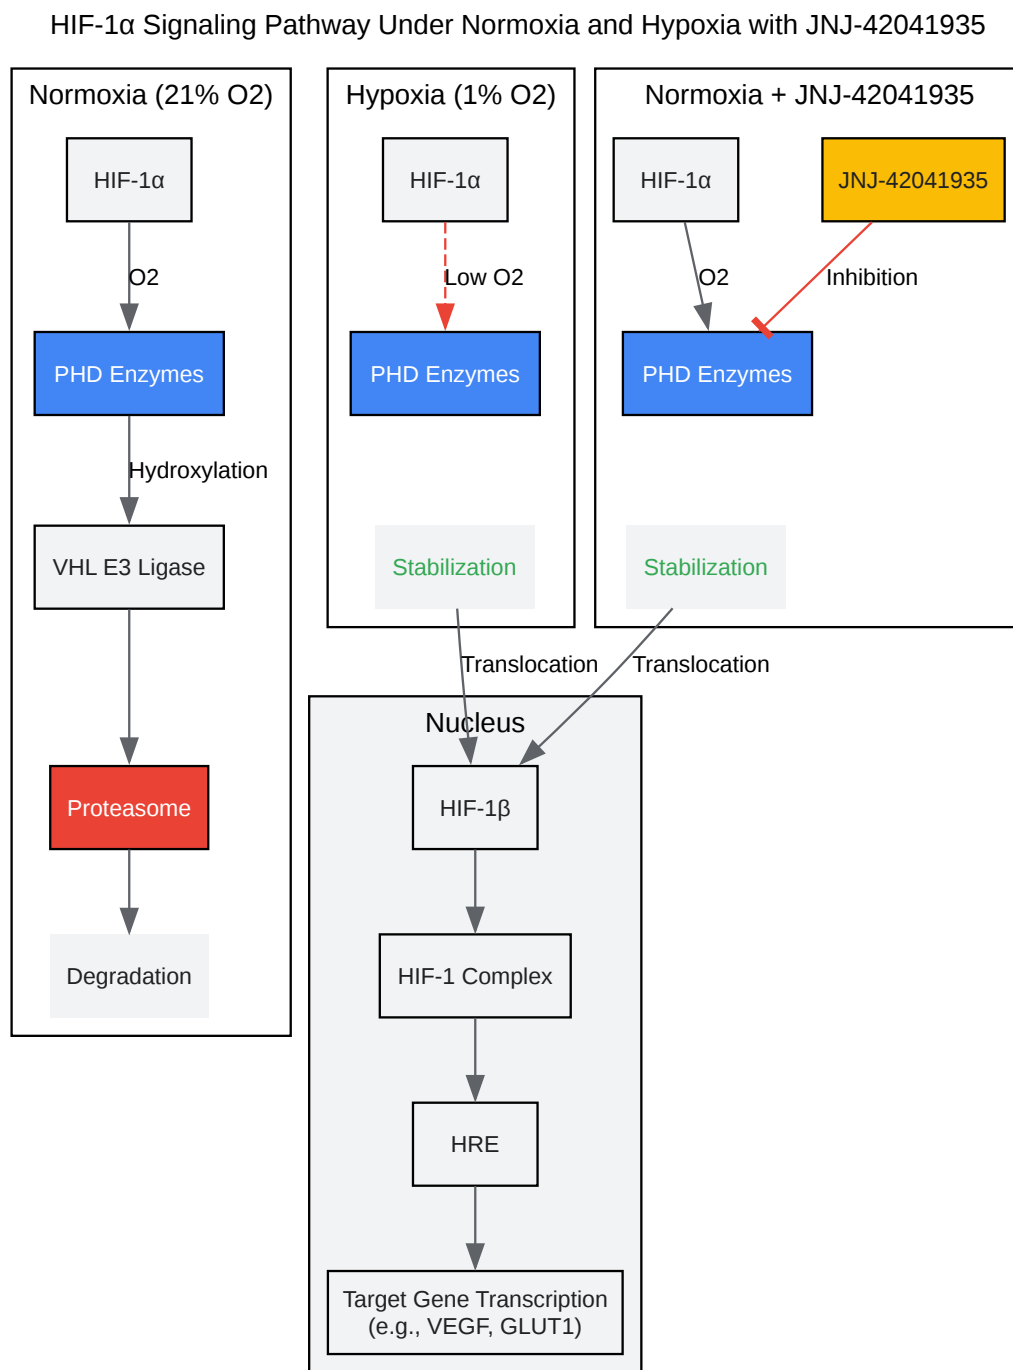 HIF-1α Signaling Pathway Under Normoxia and Hypoxia with JNJ-42041935
Normoxia (21% O2)
HIF-1α
O2
PHD Enzymes
Hydroxylation
VHL E3 Ligase
Proteasome
Degradation
Hypoxia (1% O2)
HIF-1α
Low O2
PHD Enzymes
Stabilization
Translocation
Normoxia + JNJ-42041935
HIF-1α
JNJ-42041935
O2
Inhibition
PHD Enzymes
Stabilization
Translocation
Nucleus
HIF-1β
HIF-1 Complex
HRE
Target Gene Transcription
(e.g., VEGF, GLUT1)